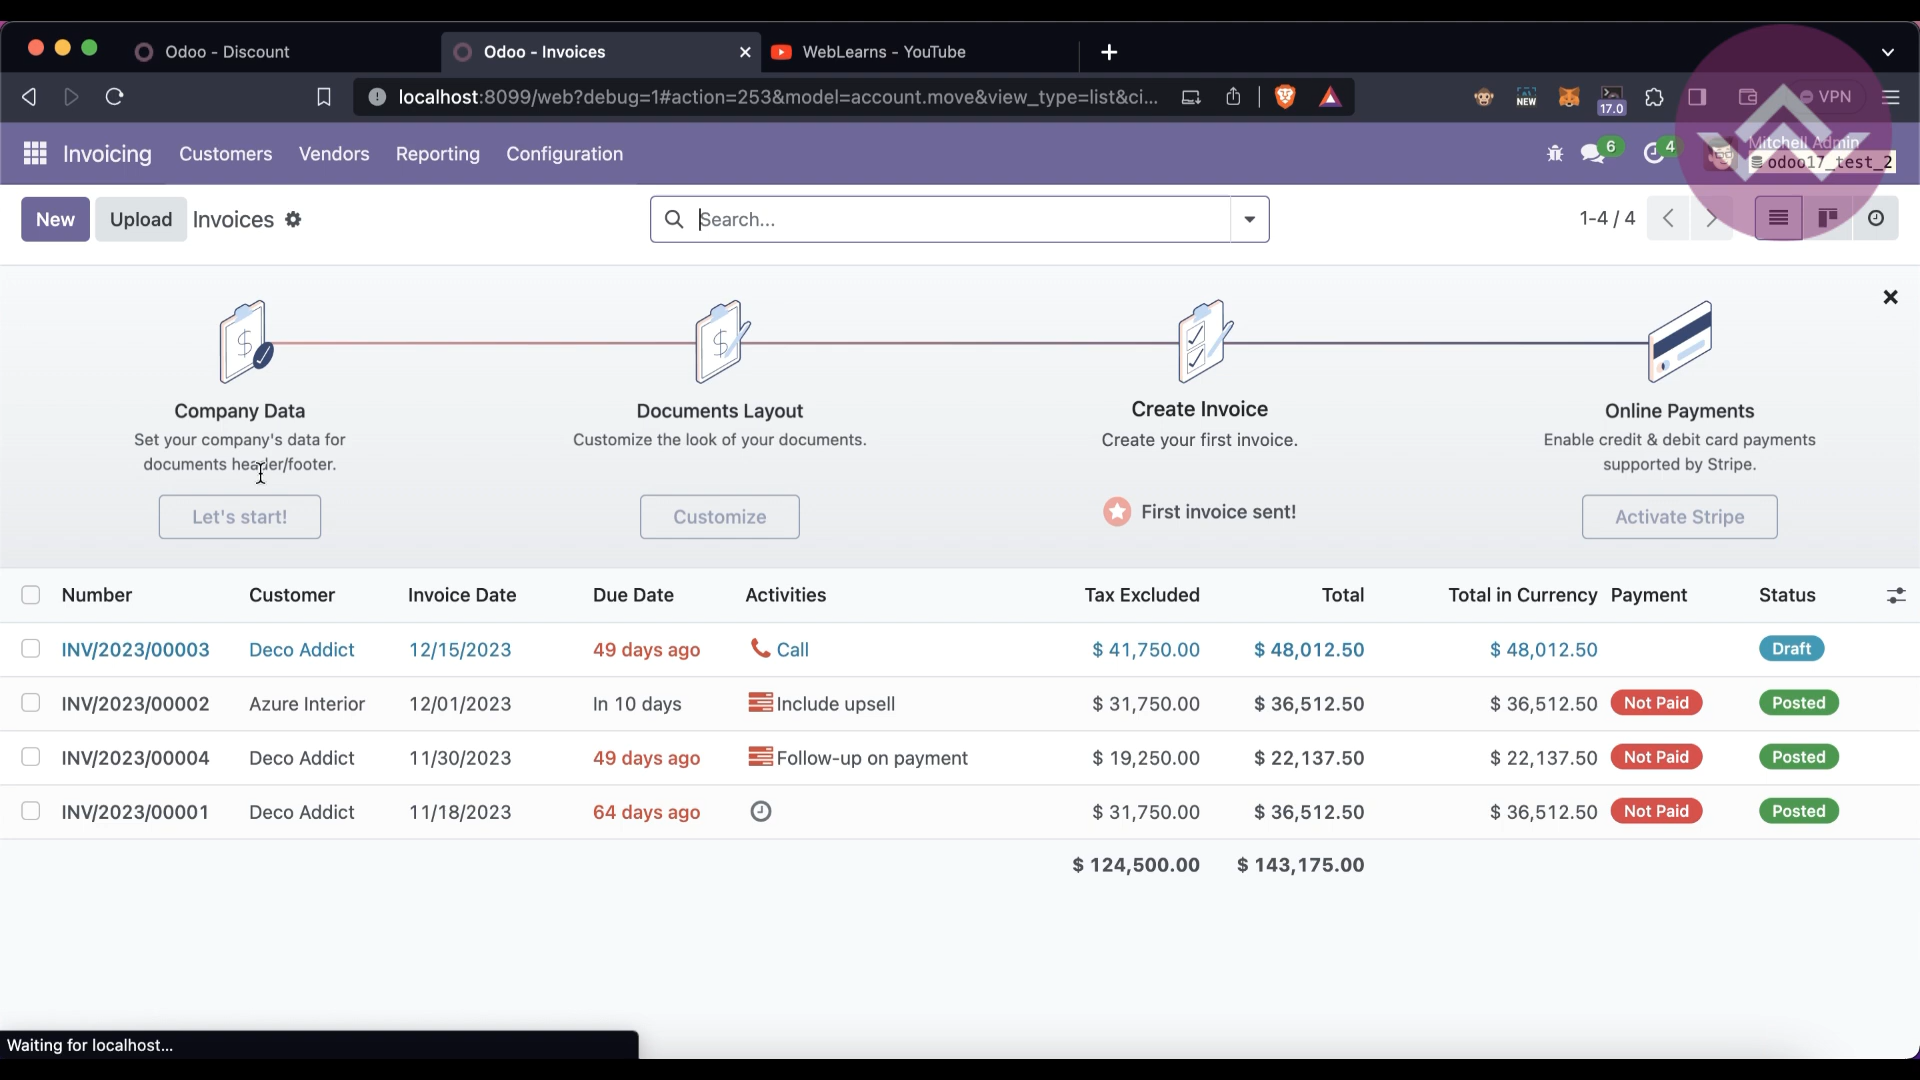 Odoo - Discount
Odoo - Invoices
WebLearns - YouTube
localhost:8099/web?debug=1#action=253&model=account.move&view_type=list&ci...
NEW
17.0
VPN
Invoicing
Customers
Vendors
Reporting
Configuration
6
4
Mitchell Admin
odoo17_test_2
New
Upload
Invoices
Search...
1-4 / 4
Company Data
Set your company's data for
documents header/footer.
Let's start!
Documents Layout
Customize the look of your documents.
Customize
Create Invoice
Create your first invoice.
First invoice sent!
Online Payments
Enable credit & debit card payments
supported by Stripe.
Activate Stripe
Number Customer Invoice Date Due Date Activities Tax Excluded Total Total in Currency Payment Status
INV/2023/00003 Deco Addict 12/15/2023 49 days ago Call $ 41,750.00 $ 48,012.50 $ 48,012.50 Draft
INV/2023/00002 Azure Interior 12/01/2023 In 10 days Include upsell $ 31,750.00 $ 36,512.50 $ 36,512.50 Not Paid Posted
INV/2023/00004 Deco Addict 11/30/2023 49 days ago Follow-up on payment $ 19,250.00 $ 22,137.50 $ 22,137.50 Not Paid Posted
INV/2023/00001 Deco Addict 11/18/2023 64 days ago $ 31,750.00 $ 36,512.50 $ 36,512.50 Not Paid Posted
$ 124,500.00 $ 143,175.00
Waiting for localhost...